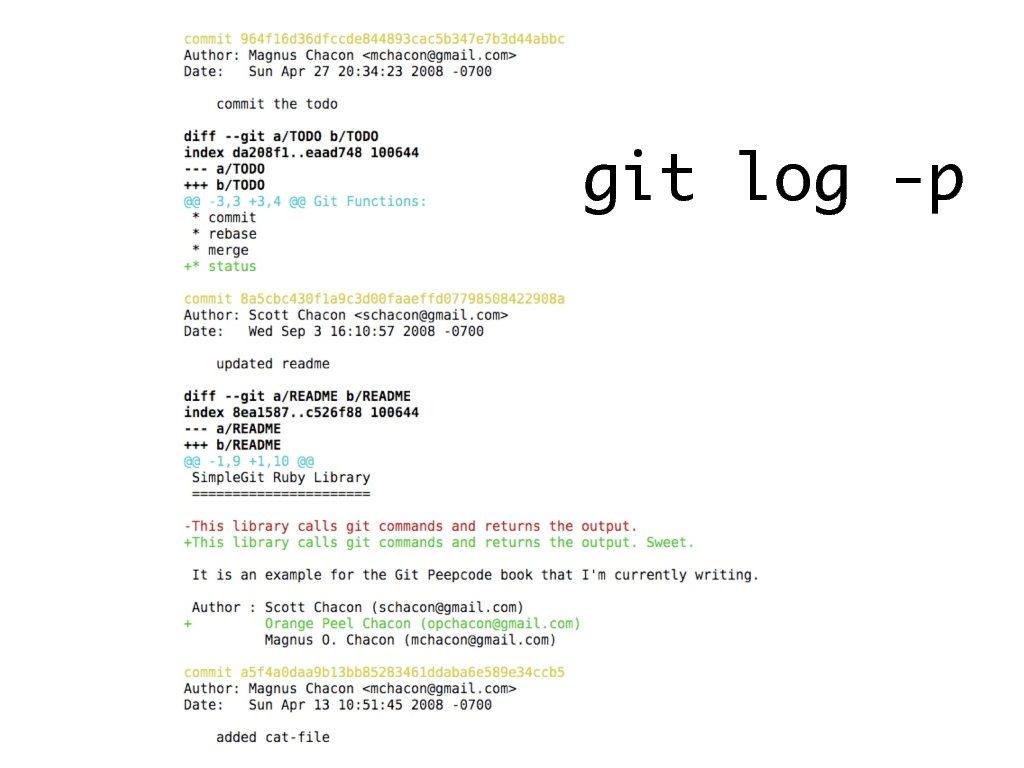 commit 964f16d36dfccde844893cac5b347e7b3d44abbc
Author: Magnus Chacon <mchacon@gmail.com>
Date:   Sun Apr 27 20:34:23 2008 -0700
    commit the todo
diff --git a/TODO b/TODO
index da208f1..eaad748 100644
--- a/TODO
+++ b/TODO
@@ -3,3 +3,4 @@ Git Functions:
 * commit
 * rebase
 * merge
+* status
git log -p
commit 8a5cbc430f1a9c3d00faaeffd07798508422908a
Author: Scott Chacon <schacon@gmail.com>
Date:   Wed Sep 3 16:10:57 2008 -0700
    updated readme
diff --git a/README b/README
index 8ea1587..c526f88 100644
--- a/README
+++ b/README
@@ -1,9 +1,10 @@
 SimpleGit Ruby Library
 ======================
-This library calls git commands and returns the output.
+This library calls git commands and returns the output. Sweet.
 It is an example for the Git Peepcode book that I'm currently writing.
 Author : Scott Chacon (schacon@gmail.com)
+         Orange Peel Chacon (opchacon@gmail.com)
          Magnus O. Chacon (mchacon@gmail.com)
commit a5f4a0daa9b13bb85283461ddaba6e589e34ccb5
Author: Magnus Chacon <mchacon@gmail.com>
Date:   Sun Apr 13 10:51:45 2008 -0700
    added cat-file